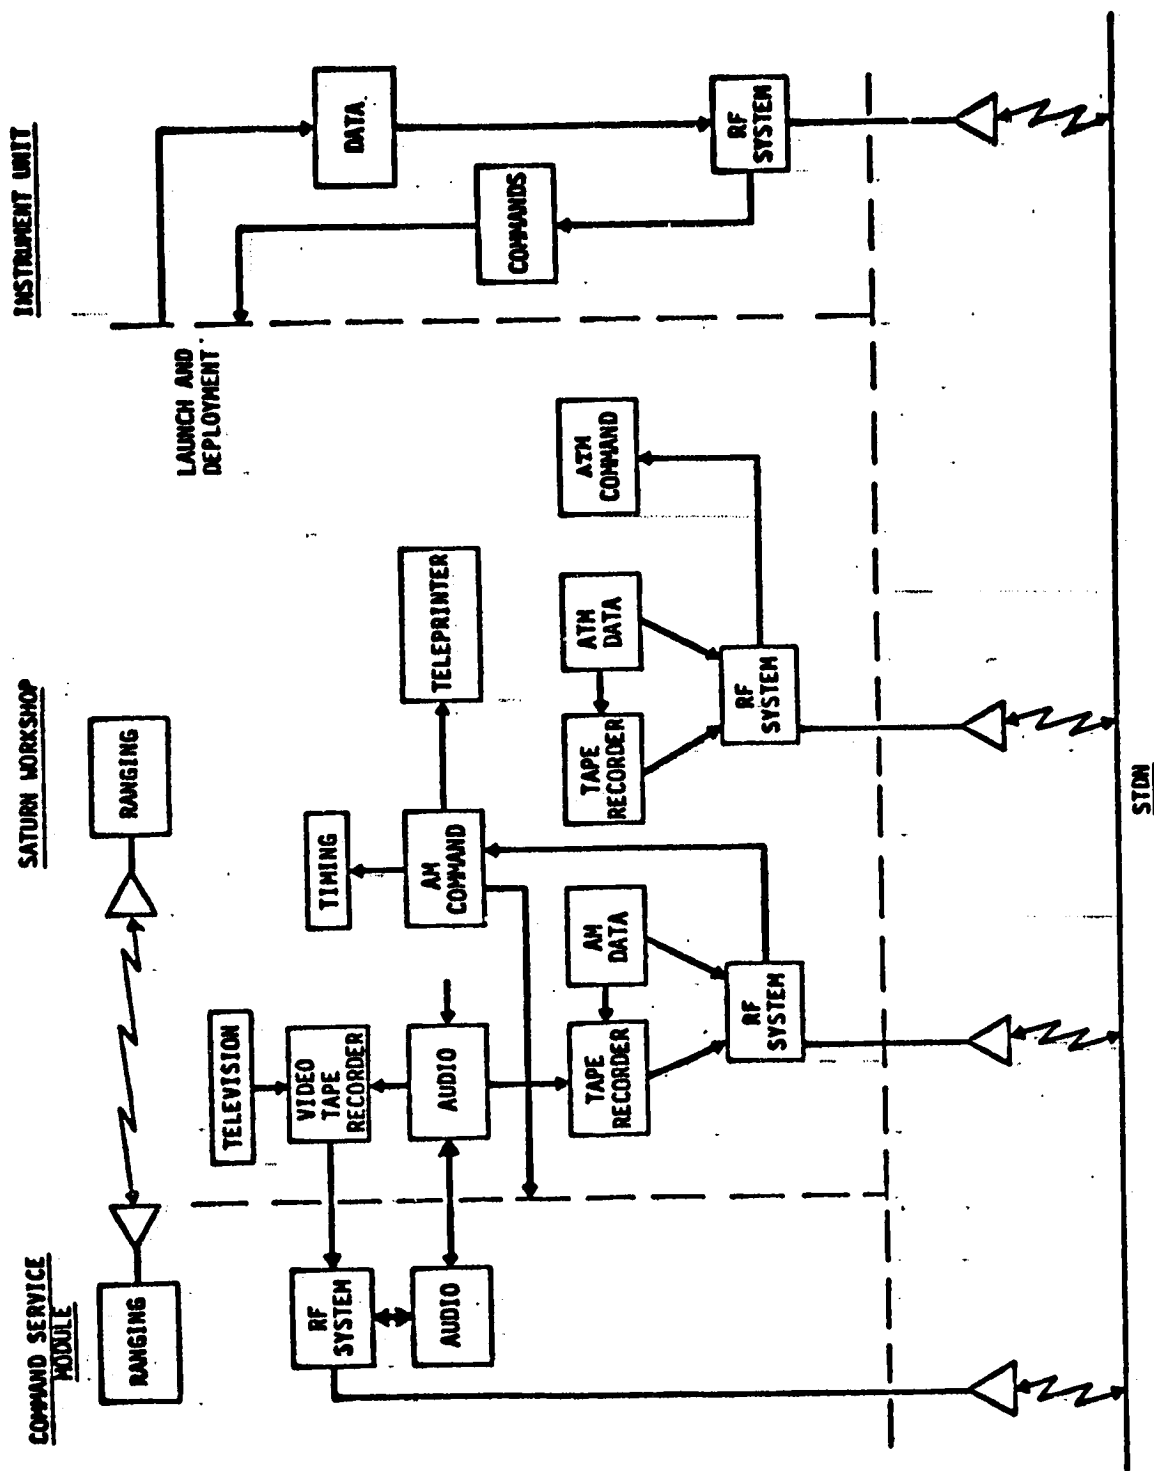 COMMAND SERVICE
MODULE
SATURN WORKSHOP
INSTRUMENT UNIT
RANGING
RANGING
LAUNCH AND
DEPLOYMENT
TELEVISION
TIMING
DATA
RF
SYSTEM
VIDEO
TAPE
RECORDER
AUDIO
AUDIO
AM
COMMAND
TELEPRINTER
COMMANDS
TAPE
RECORDER
AM
DATA
TAPE
RECORDER
ATM
DATA
ATM
COMMAND
RF
SYSTEM
RF
SYSTEM
RF
SYSTEM
STDN